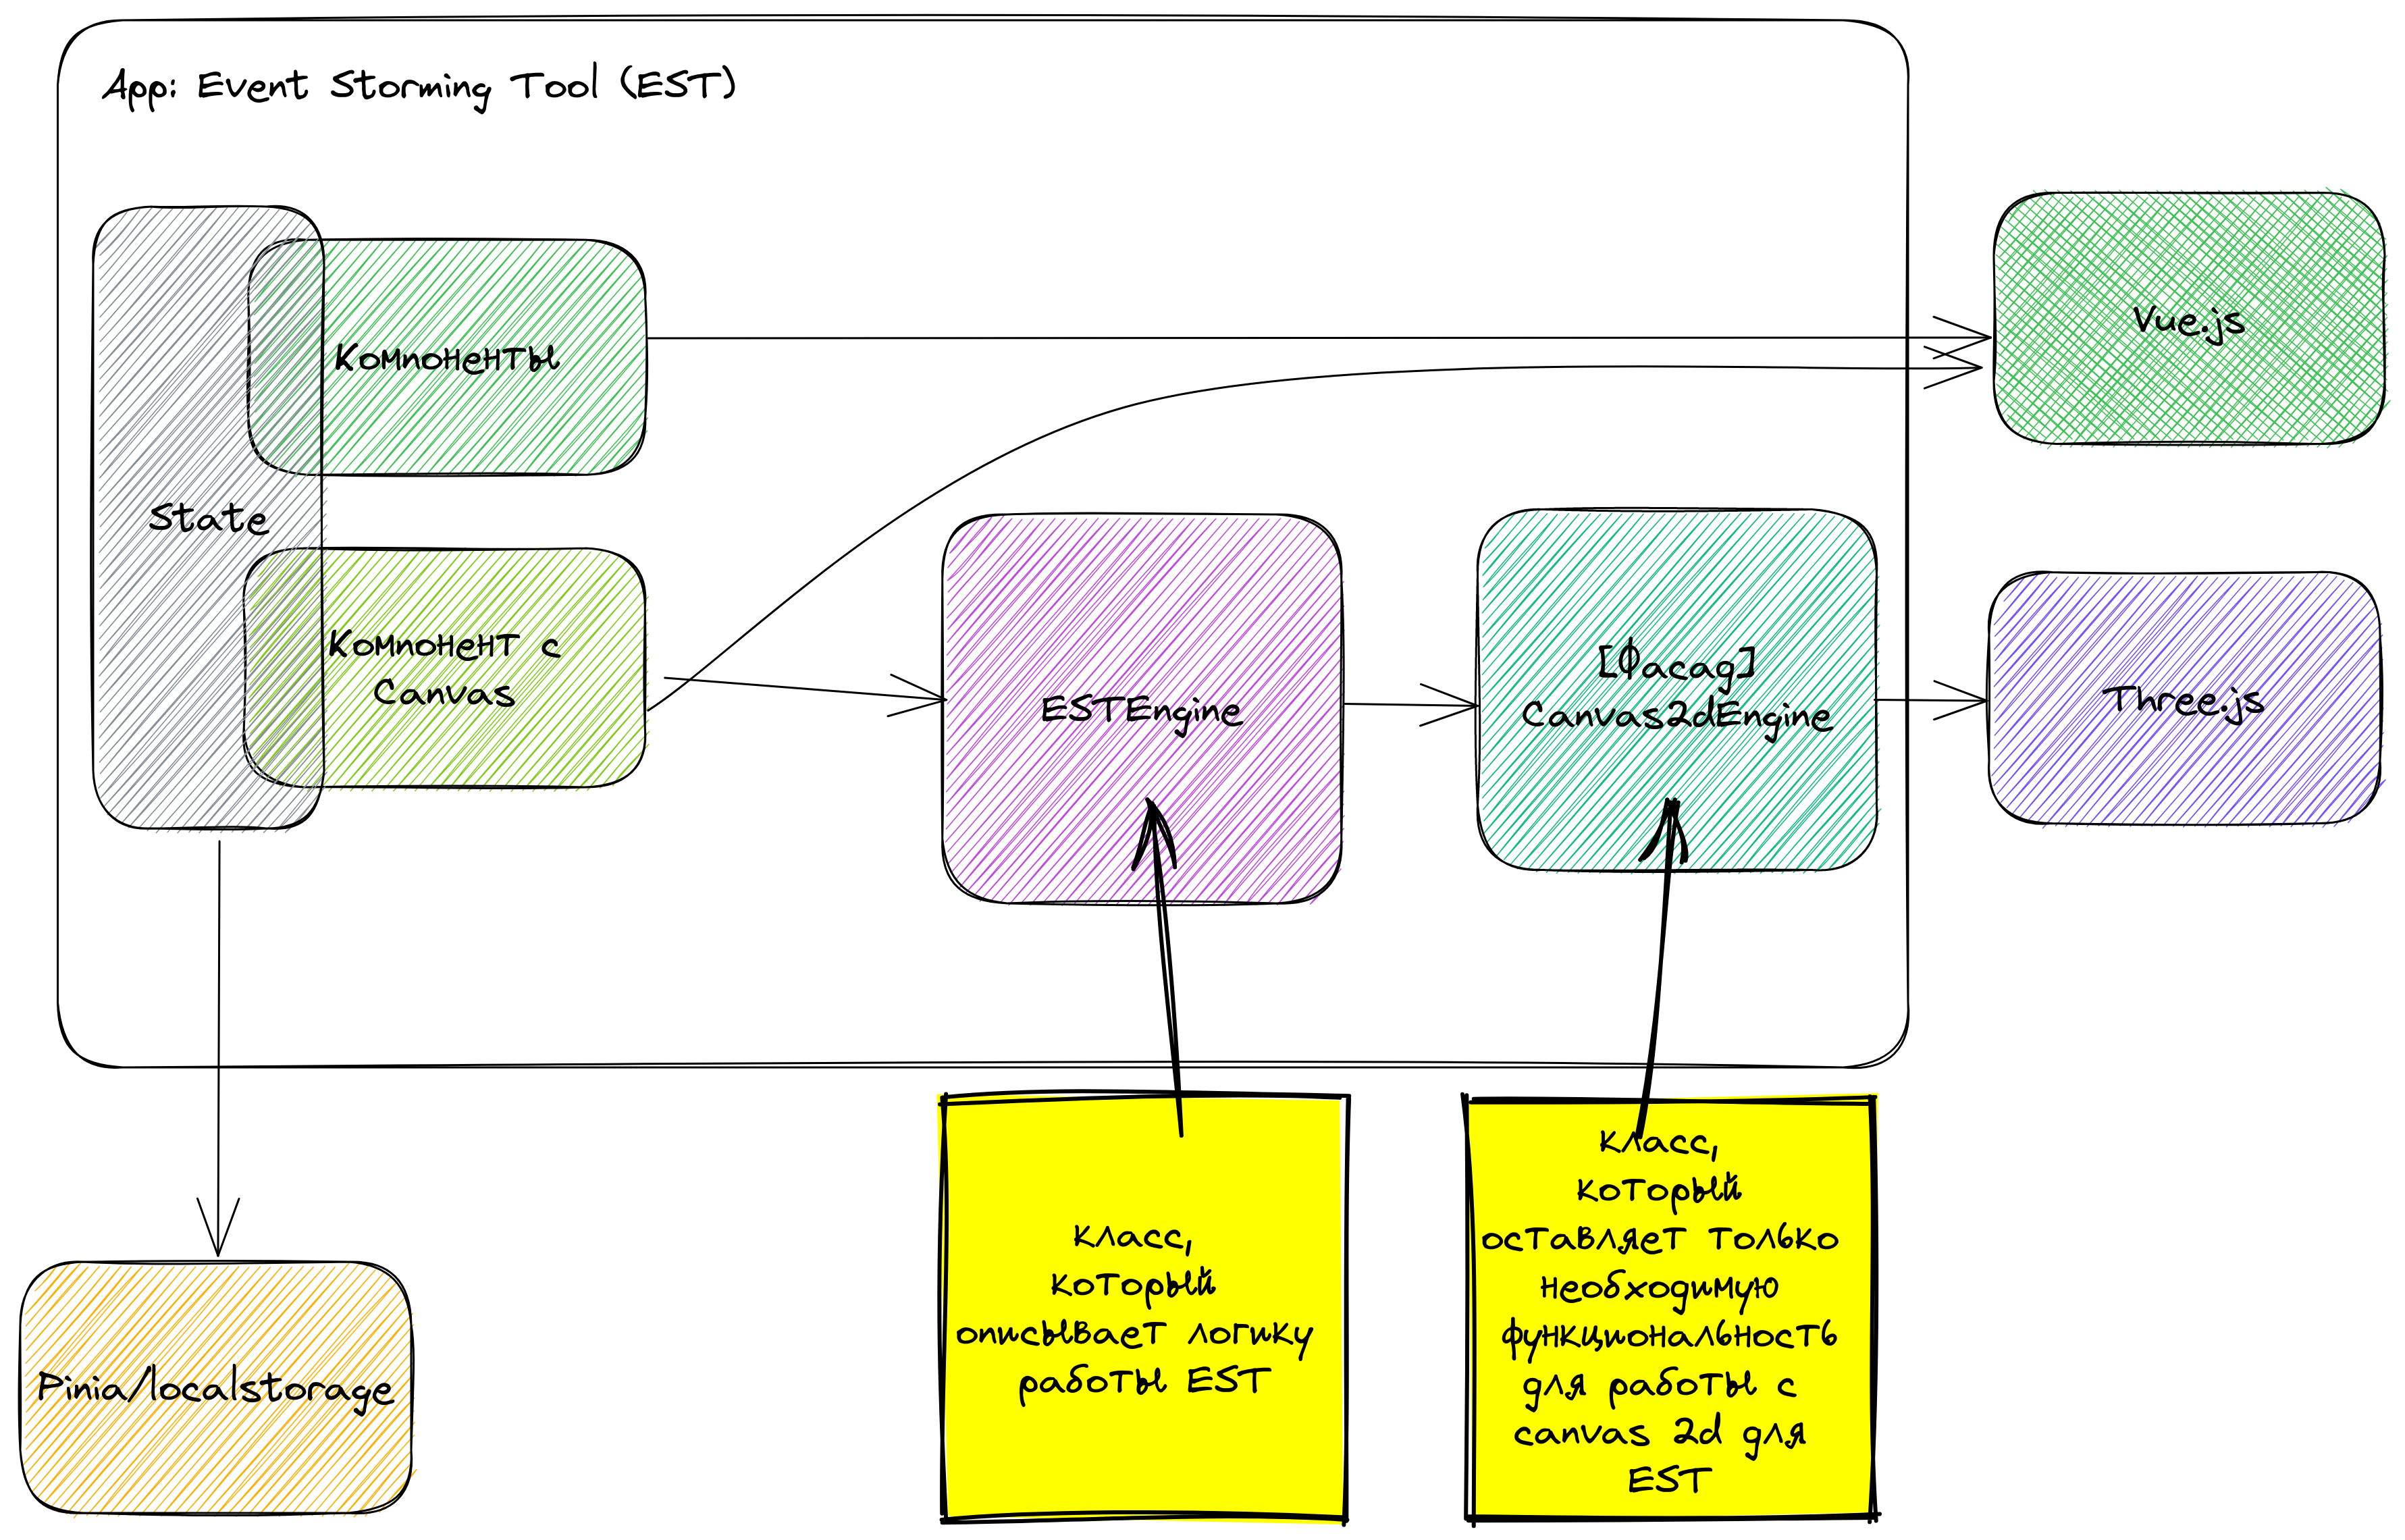 App: Event Storming Tool (EST)
Компоненты
Vue.js
State
Компонент с
Canvas
ESTEngine
[Фасад]
Canvas2dEngine
Three.js
Pinia/localstorage
класс,
который
описывает логику
работы EST
класс,
который
оставляет только
необходимую
функциональность
для работы с
canvas 2d для
EST